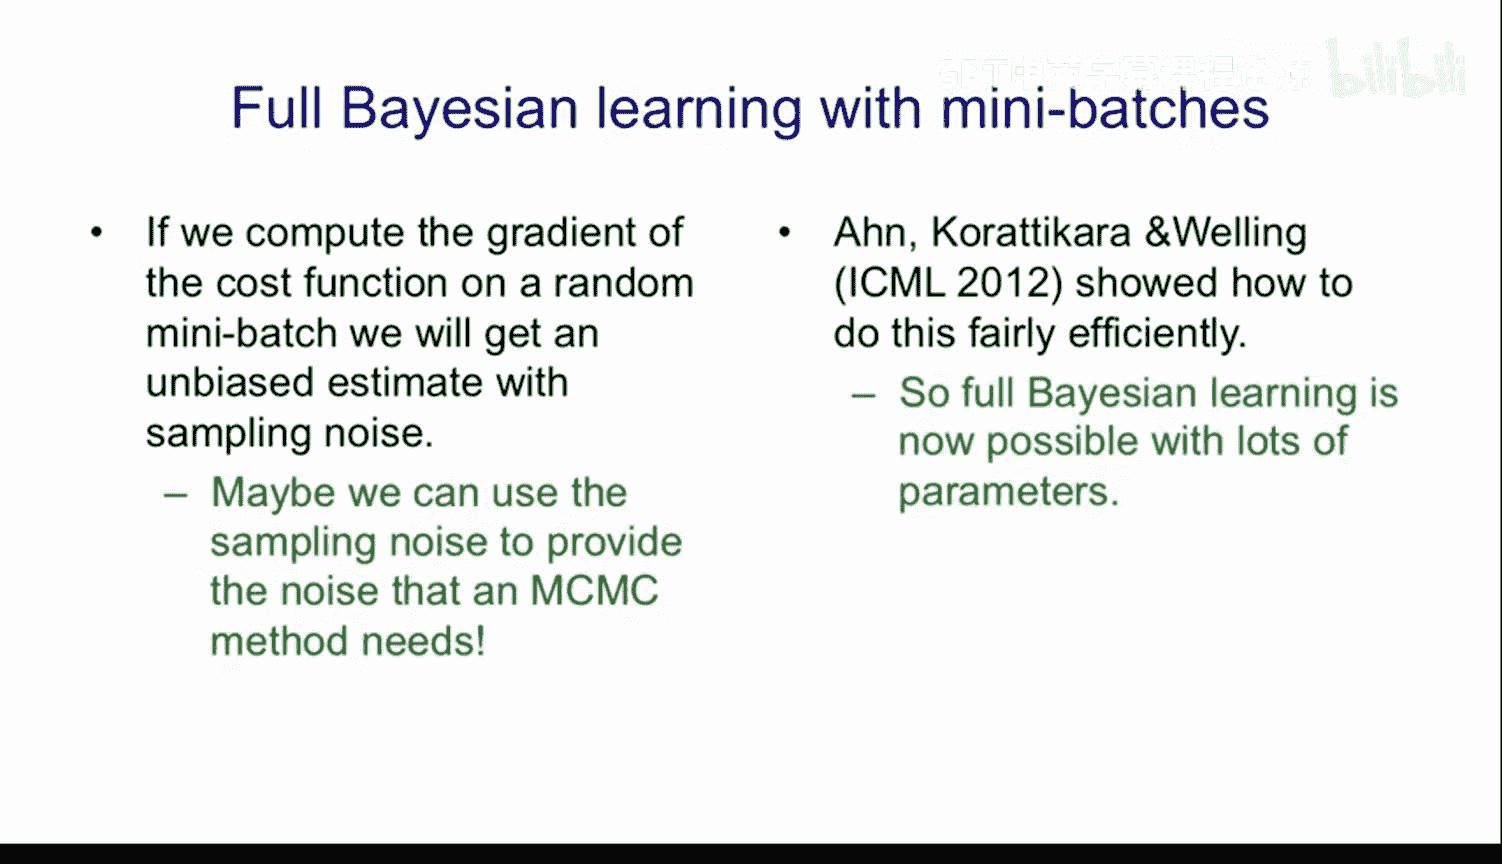 Full Bayesian learning with mini-batches
• If we compute the gradient of
the cost function on a random
mini-batch we will get an
unbiased estimate with
sampling noise.
– Maybe we can use the
sampling noise to provide
the noise that an MCMC
method needs!
• Ahn, Korattikara &Welling
(ICML 2012) showed how to
do this fairly efficiently.
– So full Bayesian learning is
now possible with lots of
parameters.
bilibili